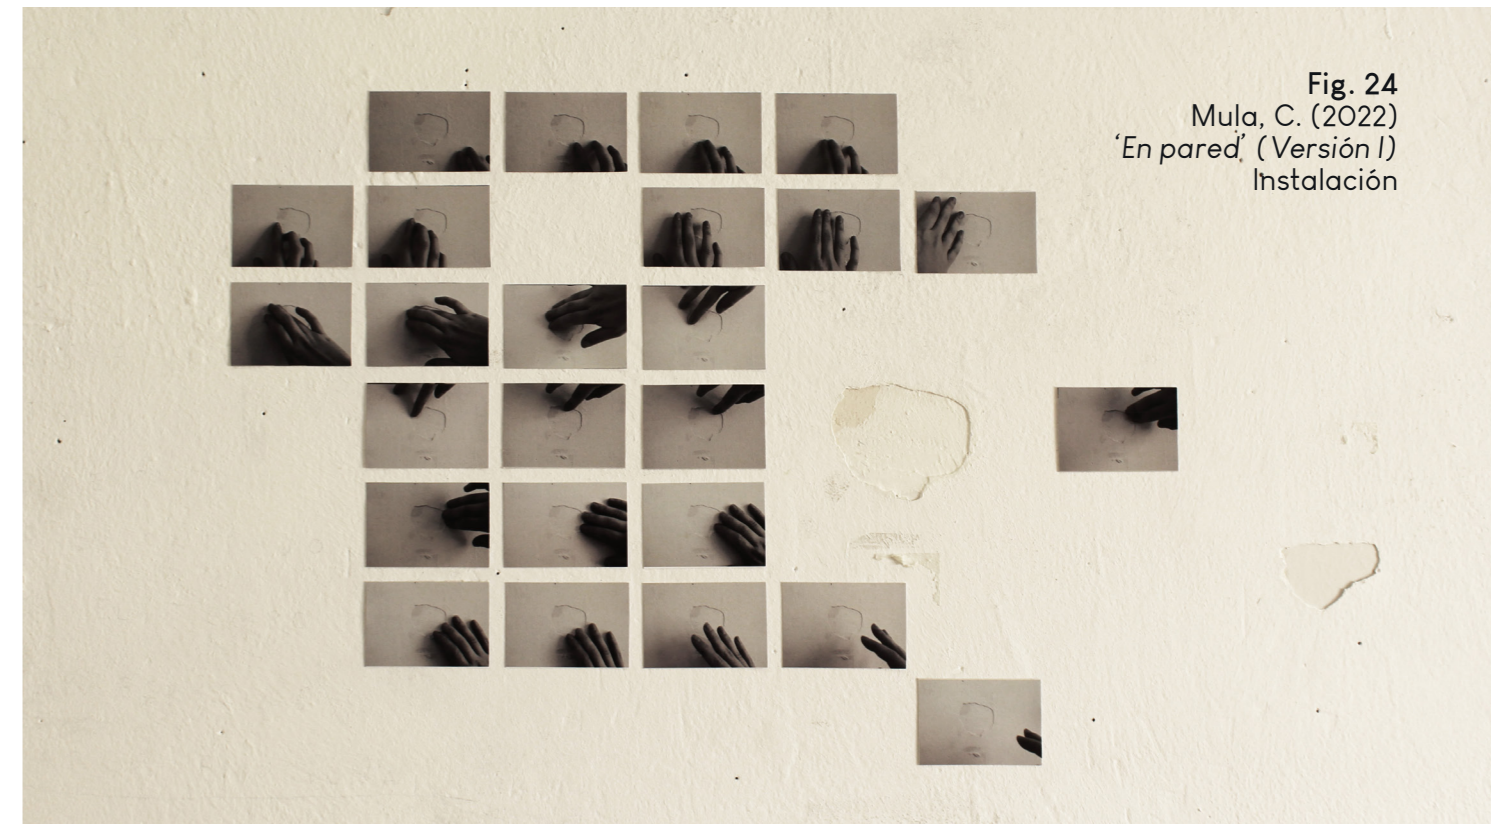 Fig. 24
Mula, C. (2022)
‘En pared’ (Versión I)
Instalación